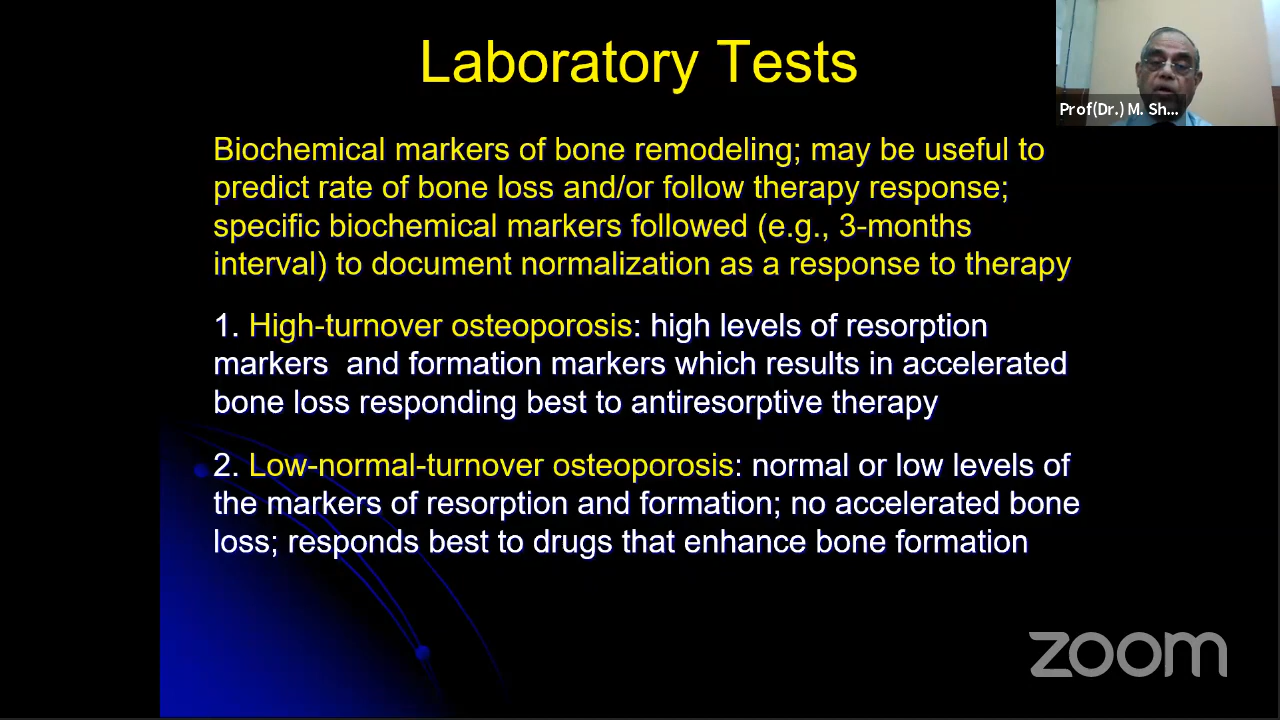 Laboratory Tests
Prof(Dr.) M. Sh...
Biochemical markers of bone remodeling; may be useful to
predict rate of bone loss and/or follow therapy response;
specific biochemical markers followed (e.g., 3-months
interval) to document normalization as a response to therapy
1. High-turnover osteoporosis: high levels of resorption
markers  and formation markers which results in accelerated
bone loss responding best to antiresorptive therapy
2. Low-normal-turnover osteoporosis: normal or low levels of
the markers of resorption and formation; no accelerated bone
loss; responds best to drugs that enhance bone formation
zoom